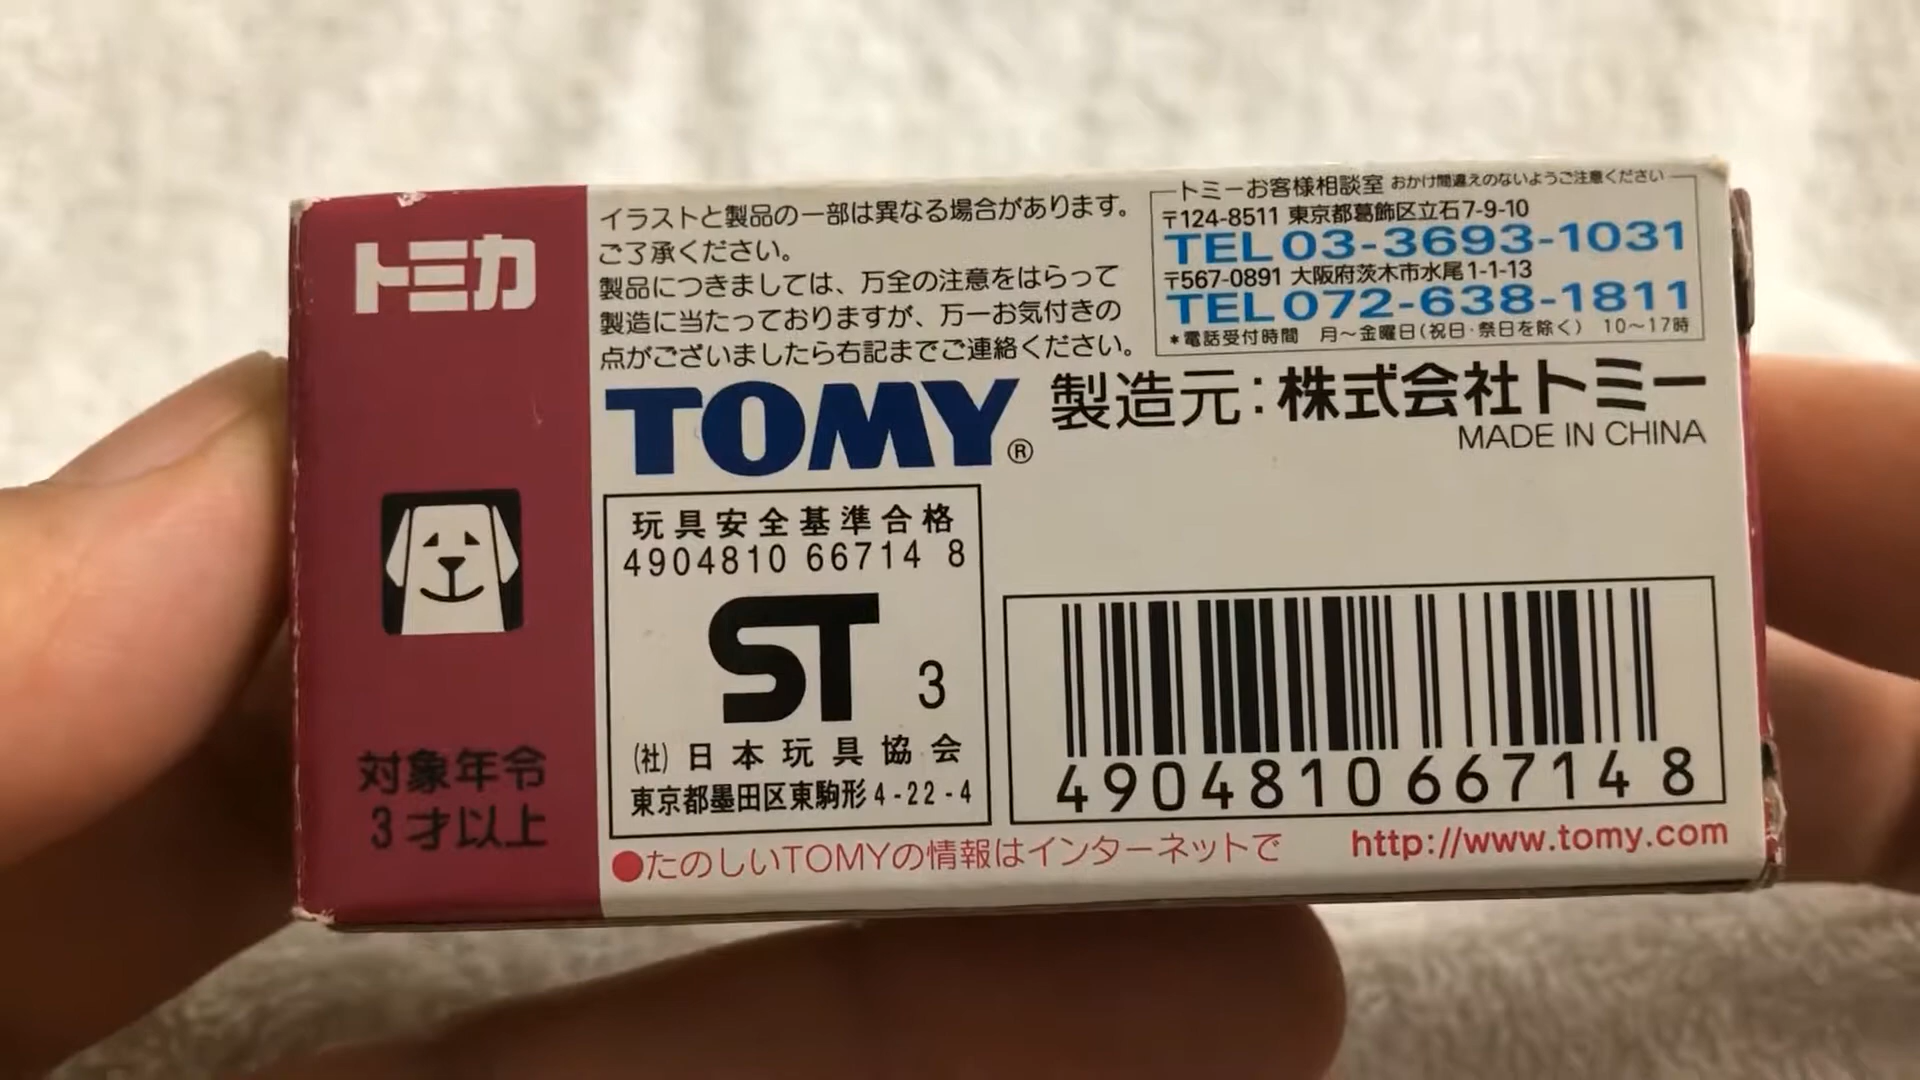 トミカ
対象年令
3才以上
イラストと製品の一部は異なる場合があります。
ご了承ください。
製品につきましては、万全の注意をはらって
製造に当たっておりますが、万一お気付きの
点がございましたら右記までご連絡ください。
トミーお客様相談室 おかけ間違えのないようご注意ください
〒124-8511 東京都葛飾区立石7-9-10
TEL03-3693-1031
〒567-0891 大阪府茨木市水尾1-1-13
TEL072-638-1811
*電話受付時間 月〜金曜日(祝日・祭日を除く) 10〜17時
TOMY® 製造元:株式会社トミー
MADE IN CHINA
玩具安全基準合格
4904810 66714 8
ST 3
(社)日本玩具協会
東京都墨田区東駒形4-22-4
4904810667148
●たのしいTOMYの情報はインターネットで http://www.tomy.com